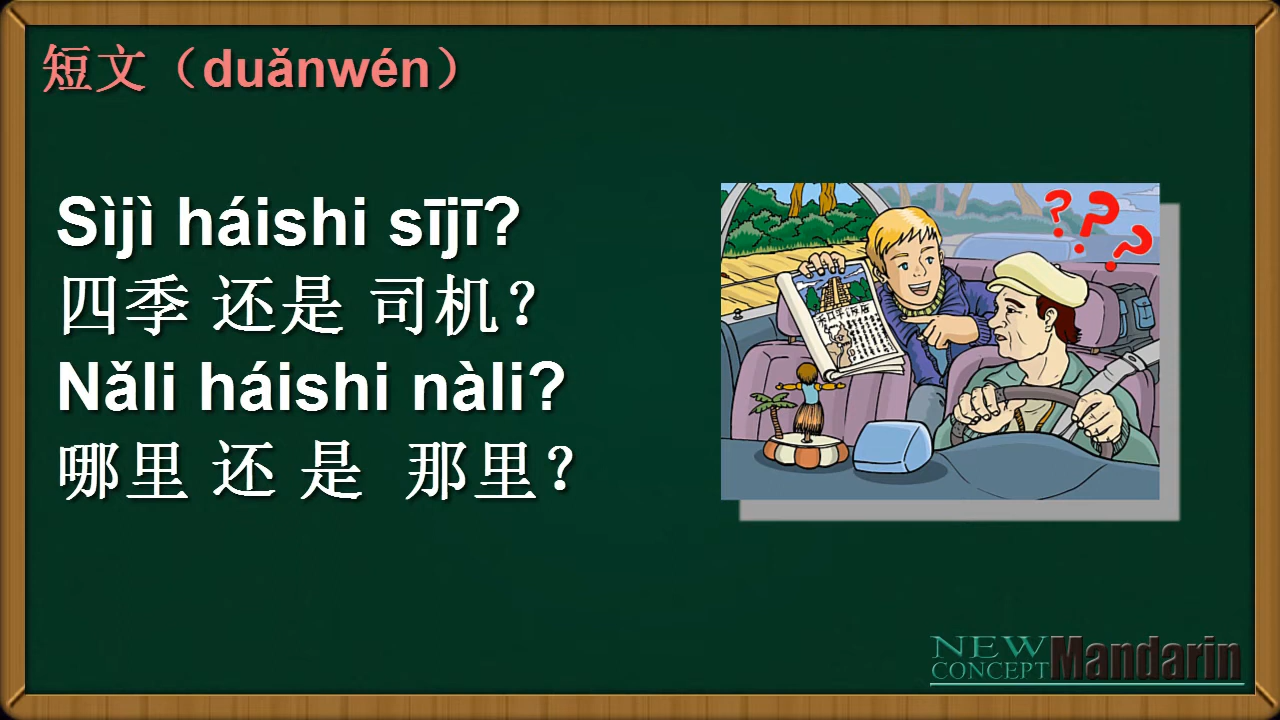 短文（duǎnwén）
Sìjì háishi sījī?
四季 还是 司机？
Nǎli háishi nàli?
哪里 还 是 那里？
? ? ?
NEW
CONCEPT Mandarin